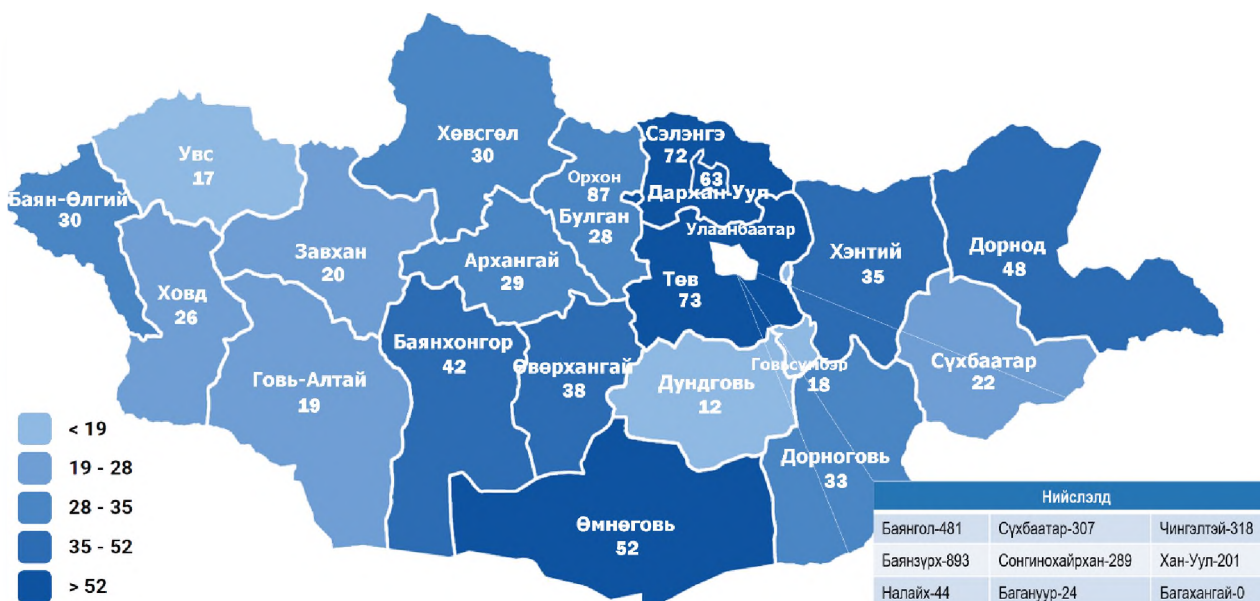 Увс
17
Баян-Өлгий
30
Ховд
26
Завхан
20
Говь-Алтай
19
Хөвсгөл
30
Орхон
87
Булган
28
Архангай
29
Баянхонгор
42
Өвөрхангай
38
Сэлэнгэ
72
63
Дархан-Уул
Улаанбаатар
Төв
73
Дундговь
12
Говьсүмбэр
18
Өмнөговь
52
Дорноговь
33
Хэнтий
35
Дорнод
48
Сүхбаатар
22
< 19
19 - 28
28 - 35
35 - 52
> 52
Нийслэлд
Баянгол-481 Сүхбаатар-307 Чингэлтэй-318
Баянзүрх-893 Сонгинохайрхан-289 Хан-Уул-201
Налайх-44 Багануур-24 Багахангай-0